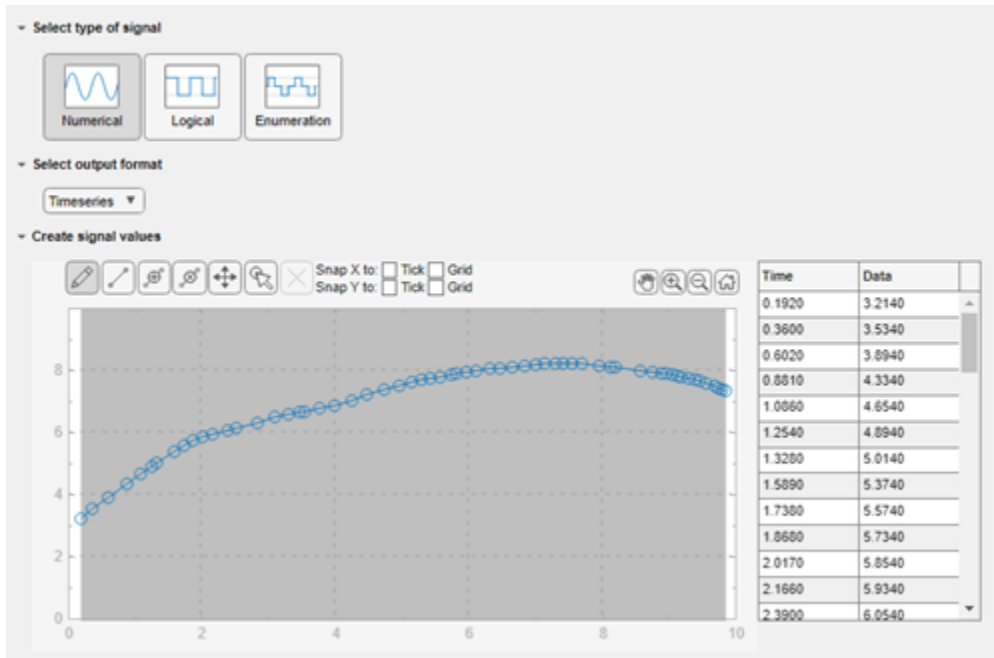 Select type of signal
Numerical Logical Enumeration
Select output format
Timeseries
Create signal values
Snap X to: Tick Grid
Snap Y to: Tick Grid
Time Data
0.1920 3.2140
0.3600 3.5340
0.6020 3.8940
0.8810 4.3340
1.0860 4.6540
1.2540 4.8940
1.3280 5.0140
1.5890 5.3740
1.7380 5.5740
1.8680 5.7340
2.0170 5.8540
2.1660 5.9340
2.3900 6.0540
8
6
4
2
0
0 2 4 6 8 10